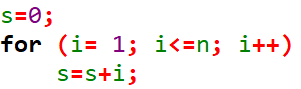 s=0;
for (i= 1; i<=n; i++)
    s=s+i;